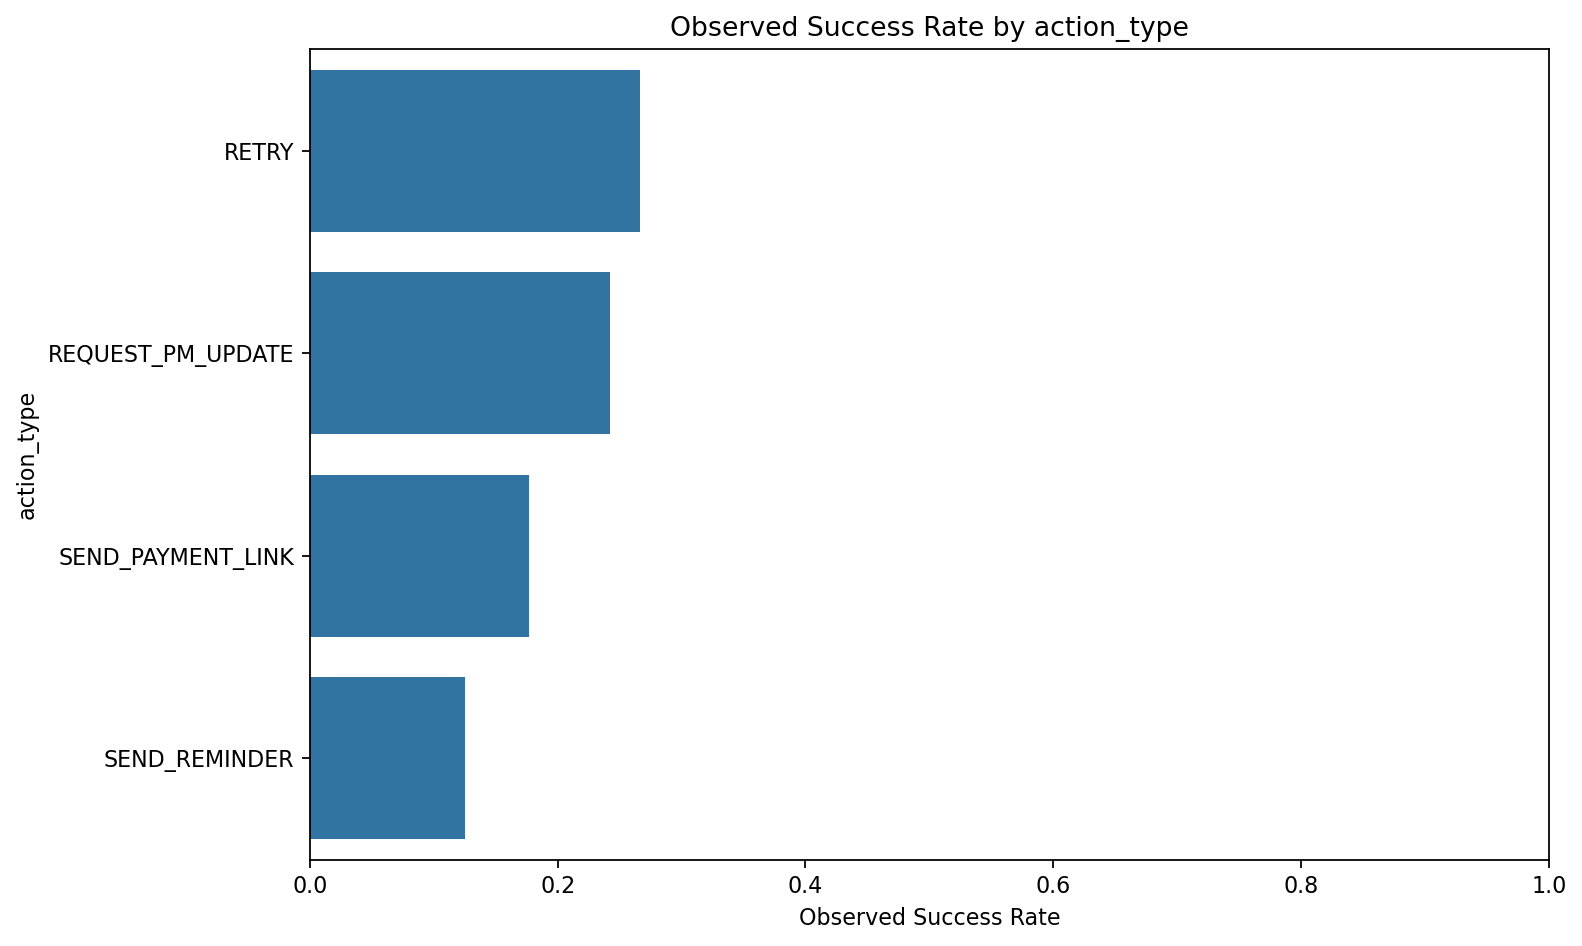 Observed Success Rate by action_type
action_type
RETRY
REQUEST_PM_UPDATE
SEND_PAYMENT_LINK
SEND_REMINDER
0.0 0.2 0.4 0.6 0.8 1.0
Observed Success Rate